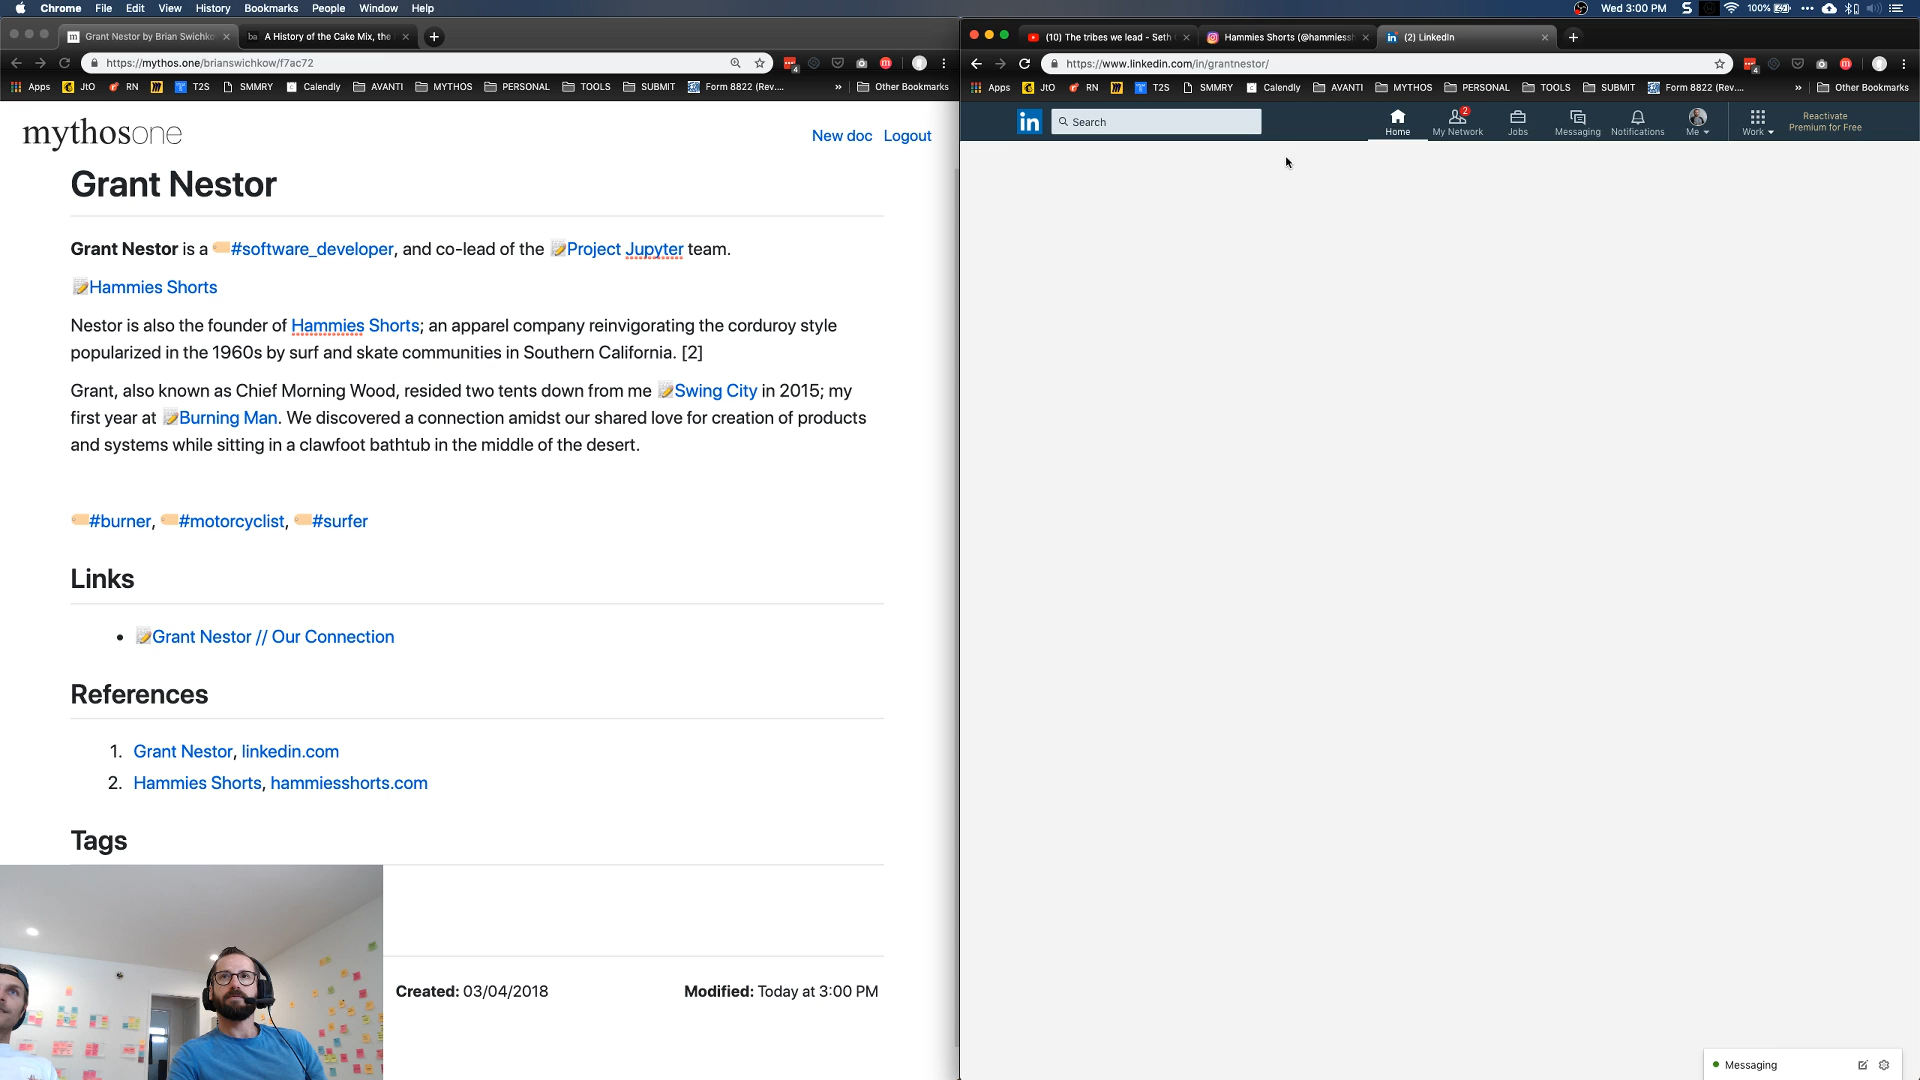 Chrome File Edit View History Bookmarks People Window Help
Wed 3:00 PM 100%
Grant Nestor by Brian Swichko
A History of the Cake Mix, the
https://mythos.one/brianswichkow/f7ac72
Apps JtO RN T2S SMMRY Calendly AVANTI MYTHOS PERSONAL TOOLS SUBMIT Form 8822 (Rev.... » Other Bookmarks
mythosone
New doc Logout
Grant Nestor
Grant Nestor is a #software_developer, and co-lead of the Project Jupyter team.
Hammies Shorts
Nestor is also the founder of Hammies Shorts; an apparel company reinvigorating the corduroy style
popularized in the 1960s by surf and skate communities in Southern California. [2]
Grant, also known as Chief Morning Wood, resided two tents down from me Swing City in 2015; my
first year at Burning Man. We discovered a connection amidst our shared love for creation of products
and systems while sitting in a clawfoot bathtub in the middle of the desert.
#burner, #motorcyclist, #surfer
Links
• Grant Nestor // Our Connection
References
1. Grant Nestor, linkedin.com
2. Hammies Shorts, hammiesshorts.com
Tags
Created: 03/04/2018
Modified: Today at 3:00 PM
(10) The tribes we lead - Seth
Hammies Shorts (@hammiessh
(2) LinkedIn
https://www.linkedin.com/in/grantnestor/
Apps JtO RN T2S SMMRY Calendly AVANTI MYTHOS PERSONAL TOOLS SUBMIT Form 8822 (Rev.... » Other Bookmarks
in
Search
Home
2
My Network
Jobs
Messaging
Notifications
Me
Work
Reactivate
Premium for Free
Messaging